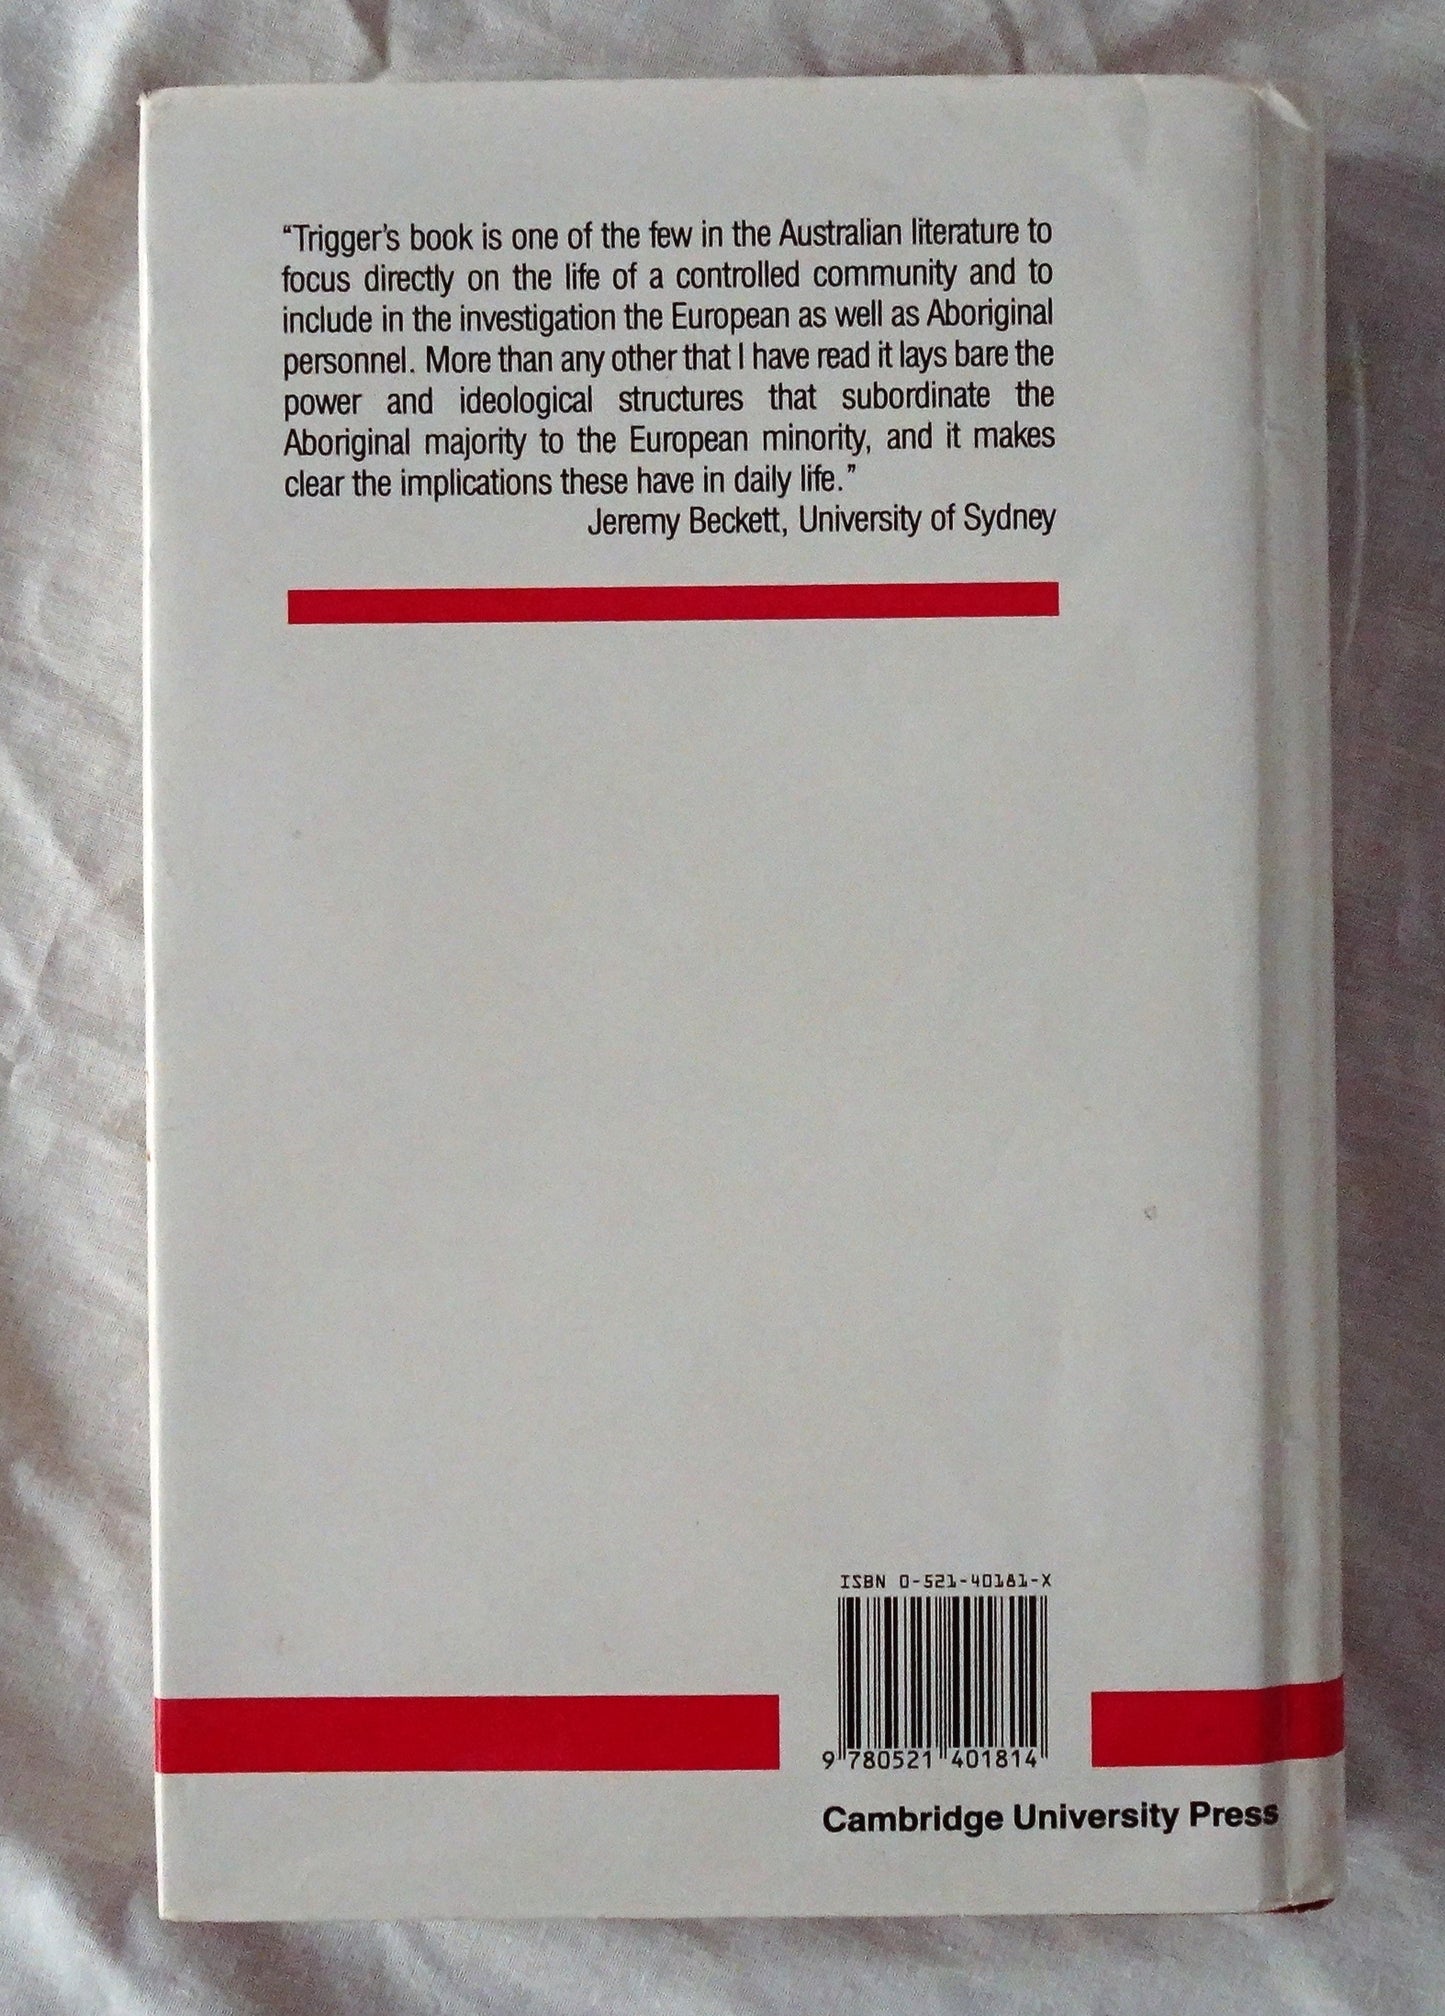 “Trigger’s book is one of the few in the Australian literature to
focus directly on the life of a controlled community and to
include in the investigation the European as well as Aboriginal
personnel. More than any other that I have read it lays bare the
power and ideological structures that subordinate the
Aboriginal majority to the European minority, and it makes
clear the implications these have in daily life.”
Jeremy Beckett, University of Sydney
ISBN 0-521-40181-X
9 780521 401814
Cambridge University Press